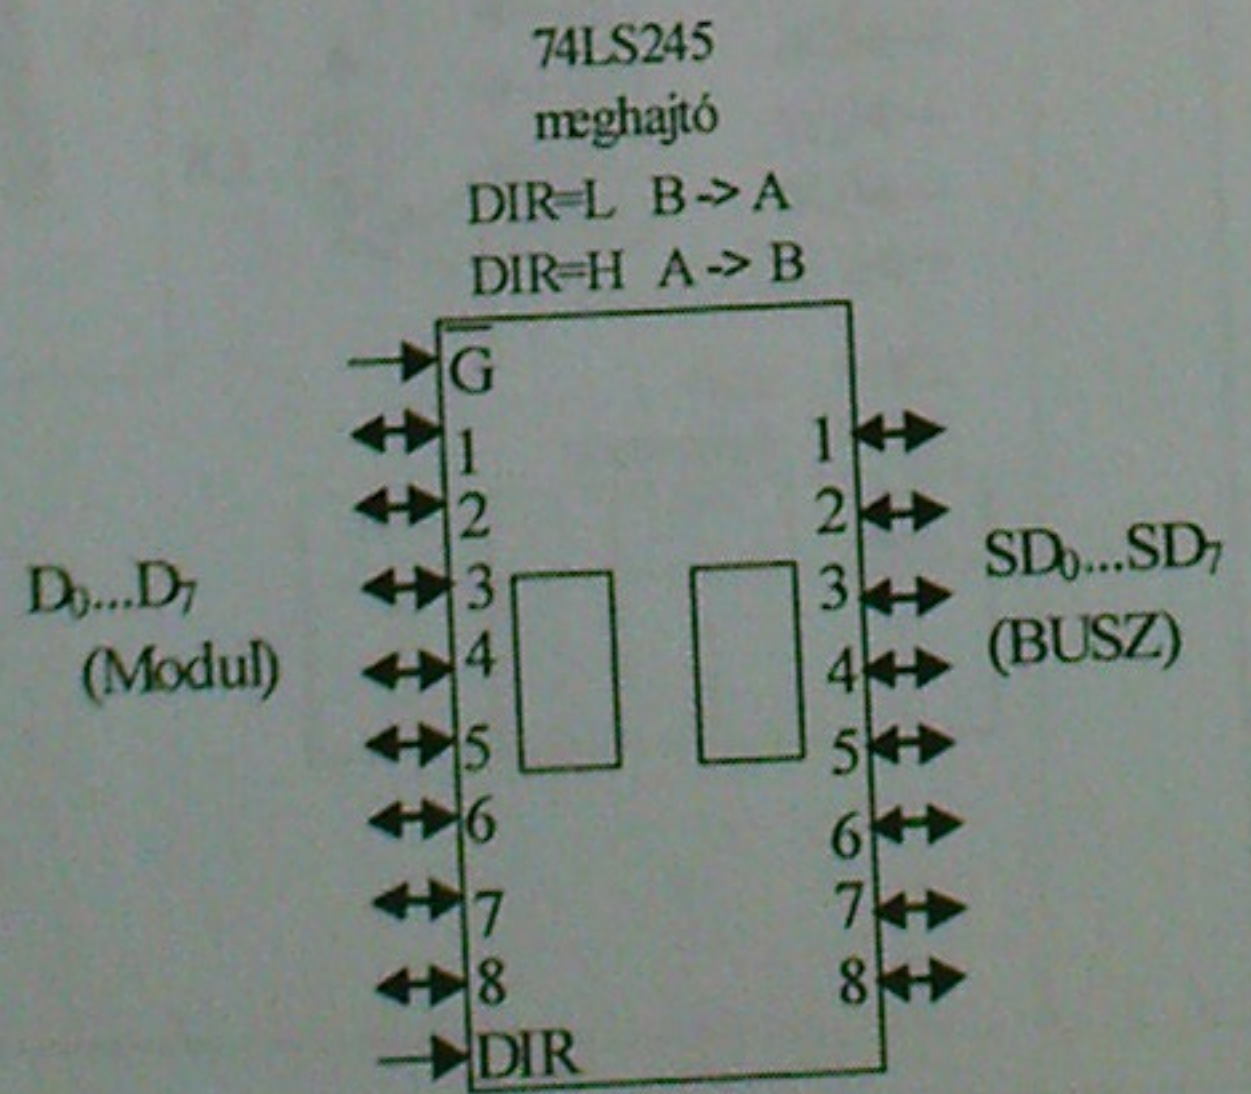 74LS245
meghajtó
DIR=L B -> A
DIR=H A -> B
G̅
1 1
2 2
3 3
4 4
5 5
6 6
7 7
8 8
DIR
D₀...D₇
(Modul)
SD₀...SD₇
(BUSZ)